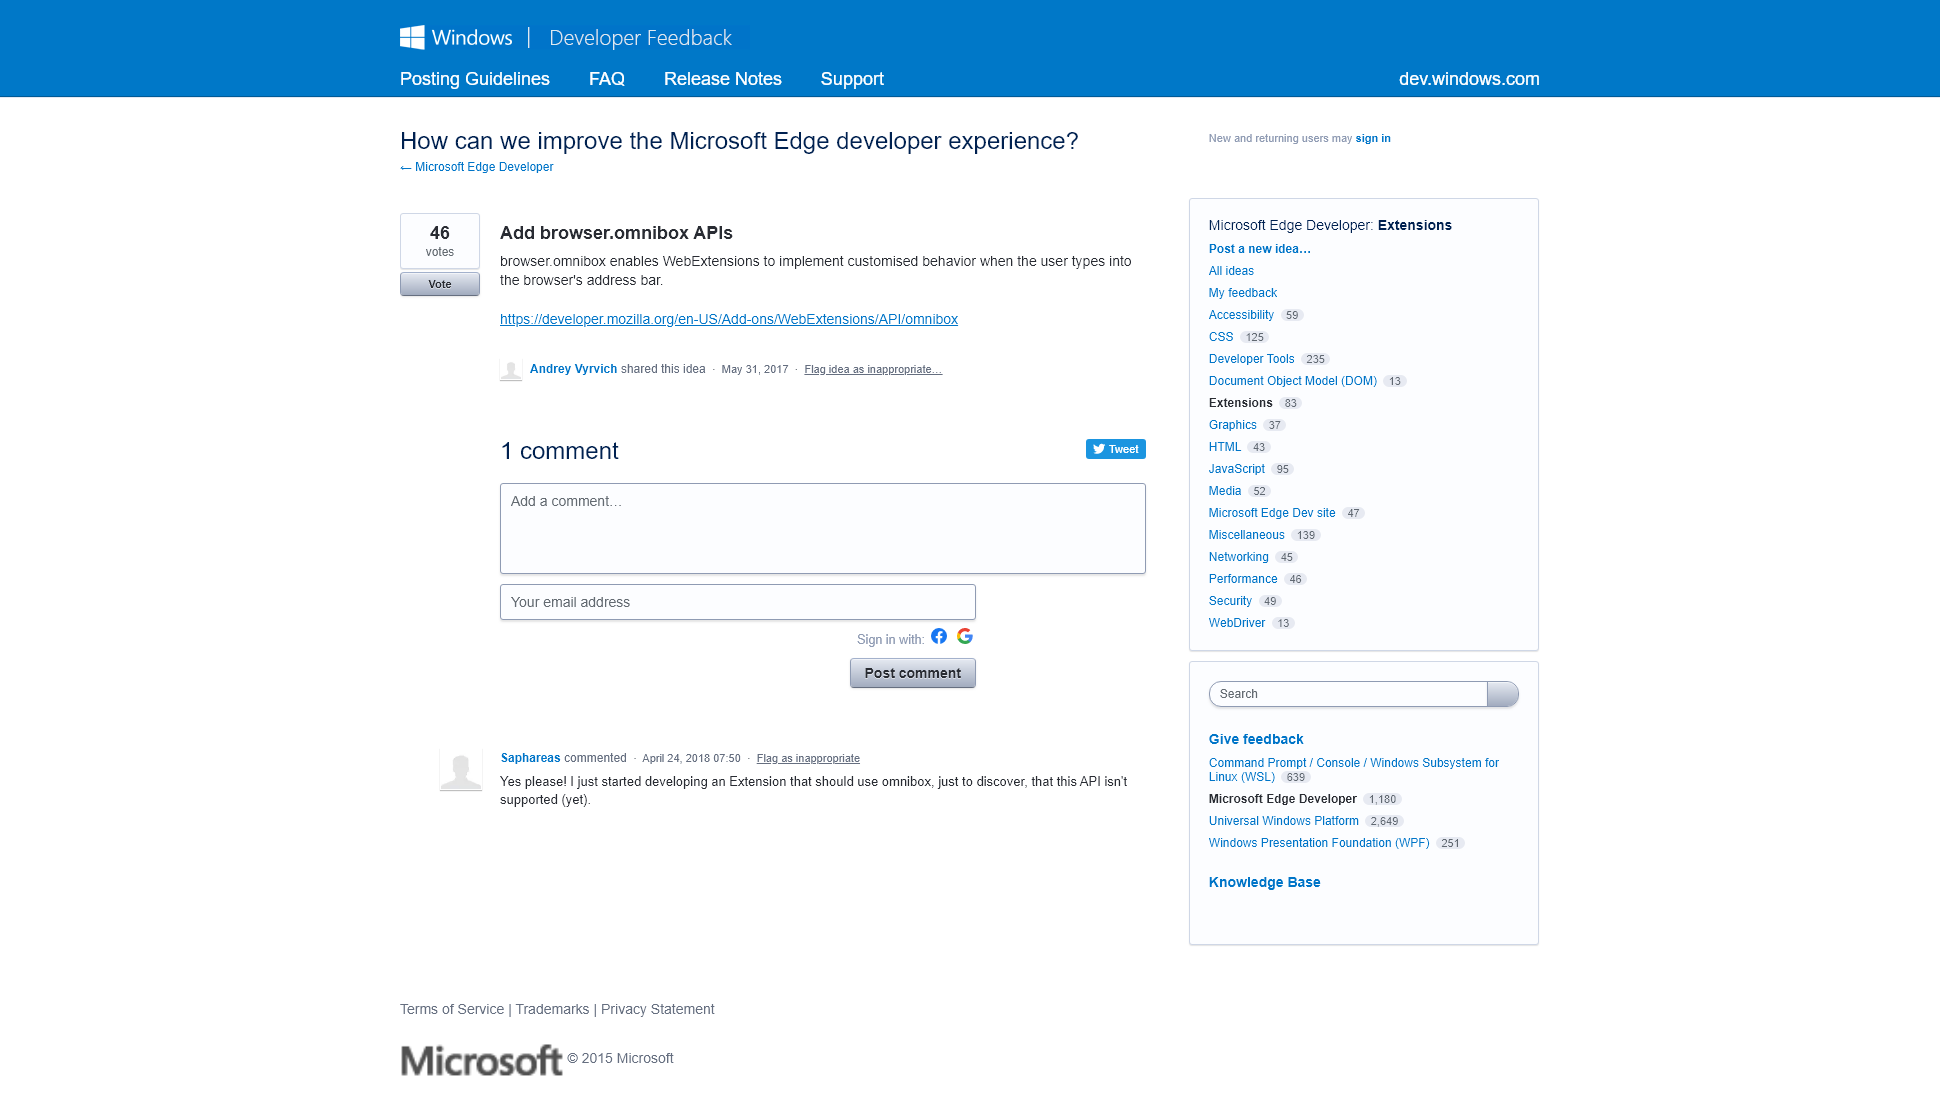 Windows | Developer Feedback
Posting Guidelines FAQ Release Notes Support dev.windows.com
How can we improve the Microsoft Edge developer experience?
← Microsoft Edge Developer
New and returning users may sign in
46
votes
Vote
Add browser.omnibox APIs
browser.omnibox enables WebExtensions to implement customised behavior when the user types into
the browser's address bar.
https://developer.mozilla.org/en-US/Add-ons/WebExtensions/API/omnibox
Andrey Vyrvich shared this idea · May 31, 2017 · Flag idea as inappropriate…
1 comment
Tweet
Add a comment…
Your email address
Sign in with:
Post comment
Saphareas commented · April 24, 2018 07:50 · Flag as inappropriate
Yes please! I just started developing an Extension that should use omnibox, just to discover, that this API isn't
supported (yet).
Microsoft Edge Developer: Extensions
Post a new idea…
All ideas
My feedback
Accessibility 59
CSS 125
Developer Tools 235
Document Object Model (DOM) 13
Extensions 83
Graphics 37
HTML 43
JavaScript 95
Media 52
Microsoft Edge Dev site 47
Miscellaneous 139
Networking 45
Performance 46
Security 49
WebDriver 13
Search
Give feedback
Command Prompt / Console / Windows Subsystem for
Linux (WSL) 639
Microsoft Edge Developer 1,180
Universal Windows Platform 2,649
Windows Presentation Foundation (WPF) 251
Knowledge Base
Terms of Service | Trademarks | Privacy Statement
Microsoft © 2015 Microsoft